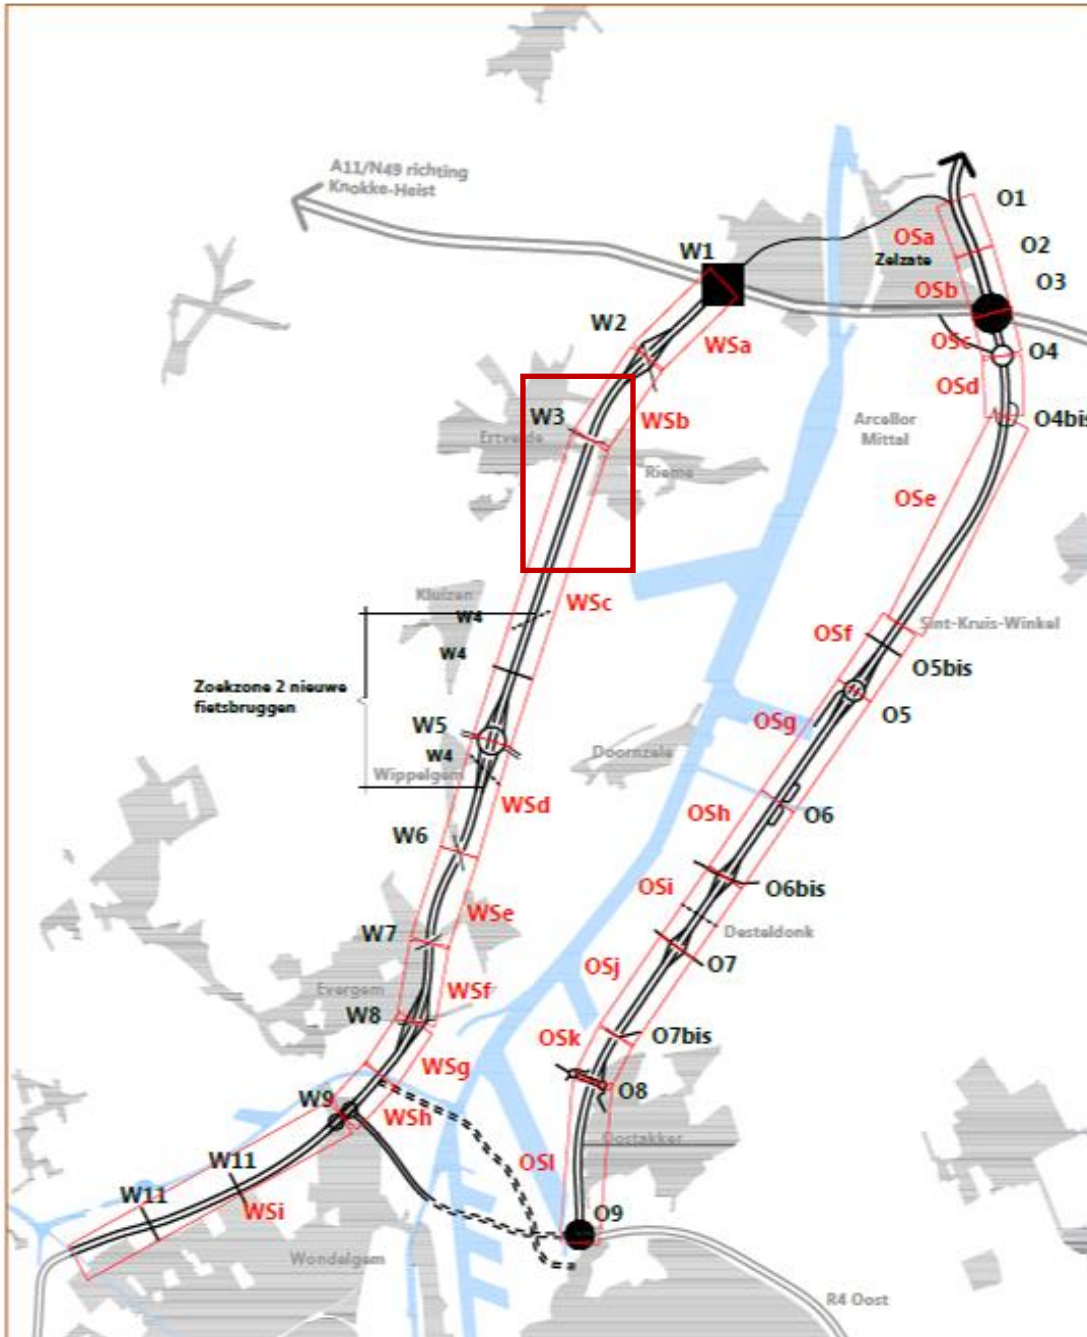 A11/N49 richting
Knokke-Heist
O1
OSa
O2
W1
Zelzate
O3
OSb
W2
OSc
O4
WSa
OSd
W3
WSb
Arcellor
Mittal
O4bis
Ertvelde
Rieme
OSe
Kluizen
W4
WSc
OSf
Sint-Kruis-Winkel
W4
O5bis
Zoekzone 2 nieuwe
fietsbruggen
W5
OSg
O5
W4
Doornzele
Wippelgem
WSd
O6
W6
OSh
OSi
O6bis
WSe
Desteldonk
W7
OSj
O7
Evergem
WSf
W8
OSk
O7bis
WSg
O8
W9
WSh
Oostakker
W11
OSl
W11
WSi
O9
Wondelgem
R4 Oost